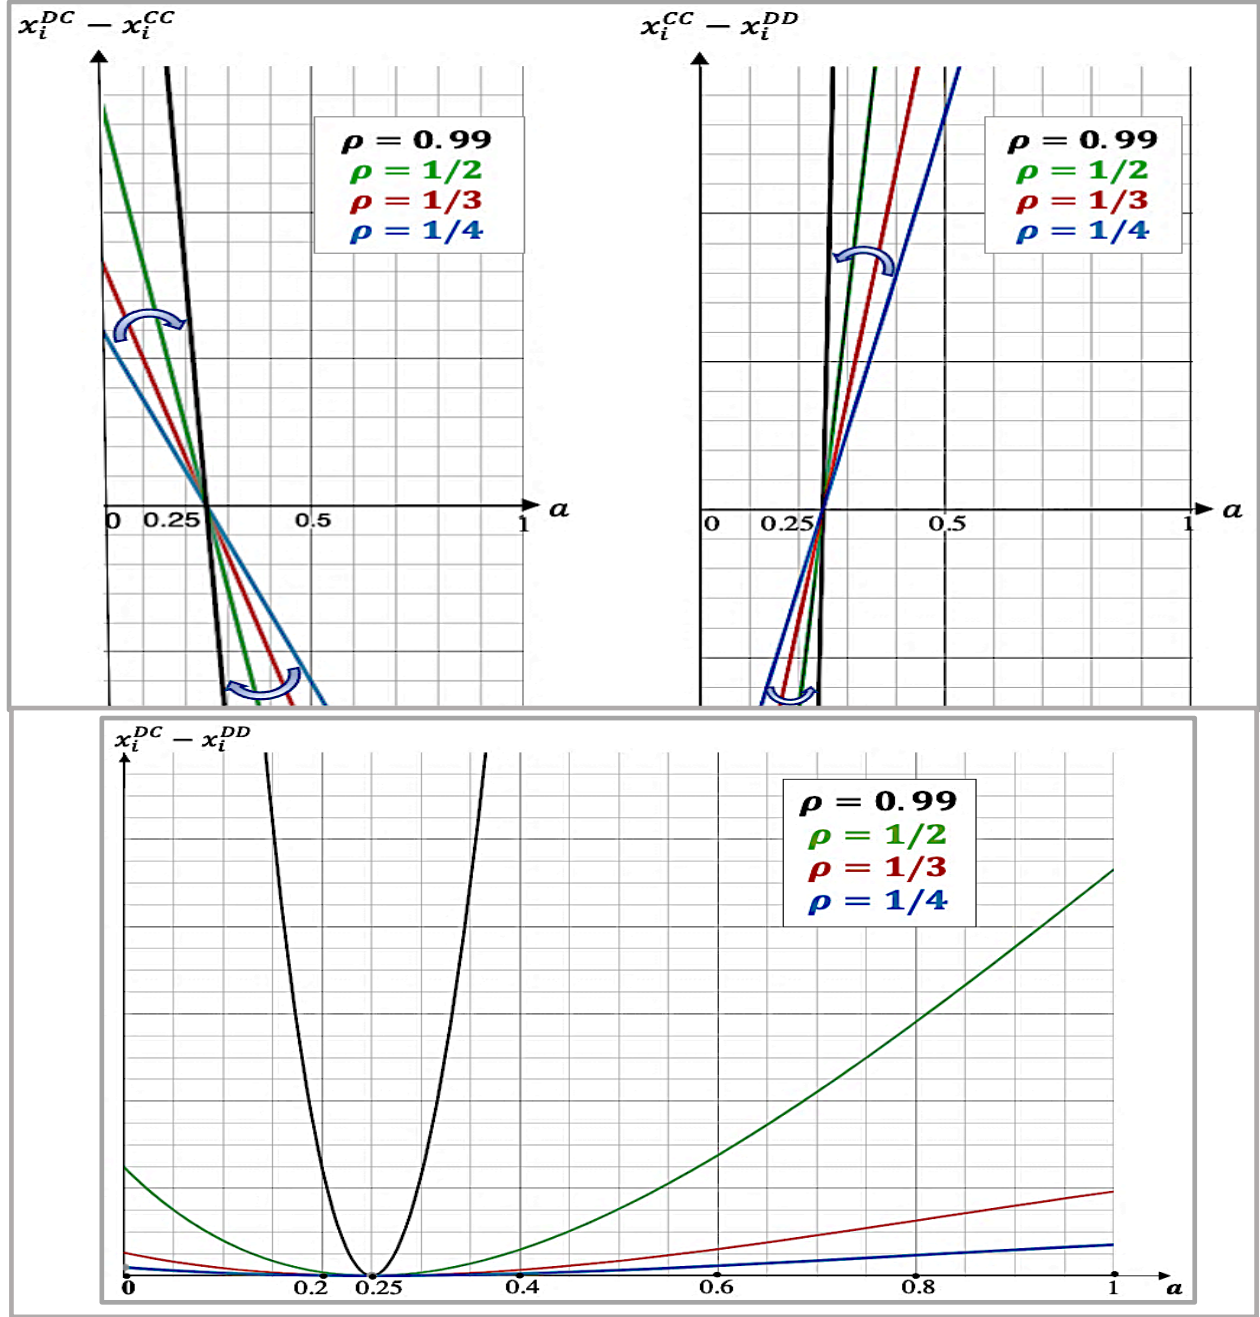 x_i^{DC} − x_i^{CC}
ρ = 0.99
ρ = 1/2
ρ = 1/3
ρ = 1/4
0 0.25 0.5 1 a
x_i^{CC} − x_i^{DD}
ρ = 0.99
ρ = 1/2
ρ = 1/3
ρ = 1/4
0 0.25 0.5 1 a
x_i^{DC} − x_i^{DD}
ρ = 0.99
ρ = 1/2
ρ = 1/3
ρ = 1/4
0 0.2 0.25 0.4 0.6 0.8 1 a